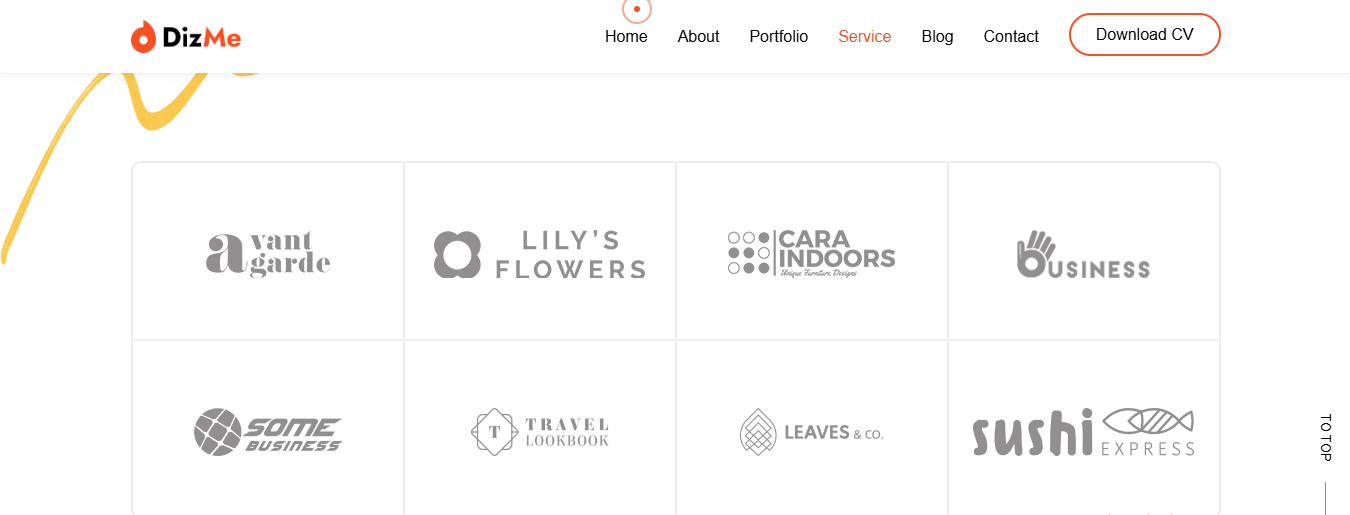 DizMe
Home About Portfolio Service Blog Contact Download CV
avant
garde
LILY'S
FLOWERS
CARA
INDOORS
Unique Furniture Designs
BUSINESS
SOME
BUSINESS
T
TRAVEL
LOOKBOOK
LEAVES & CO.
sushi
EXPRESS
TO TOP